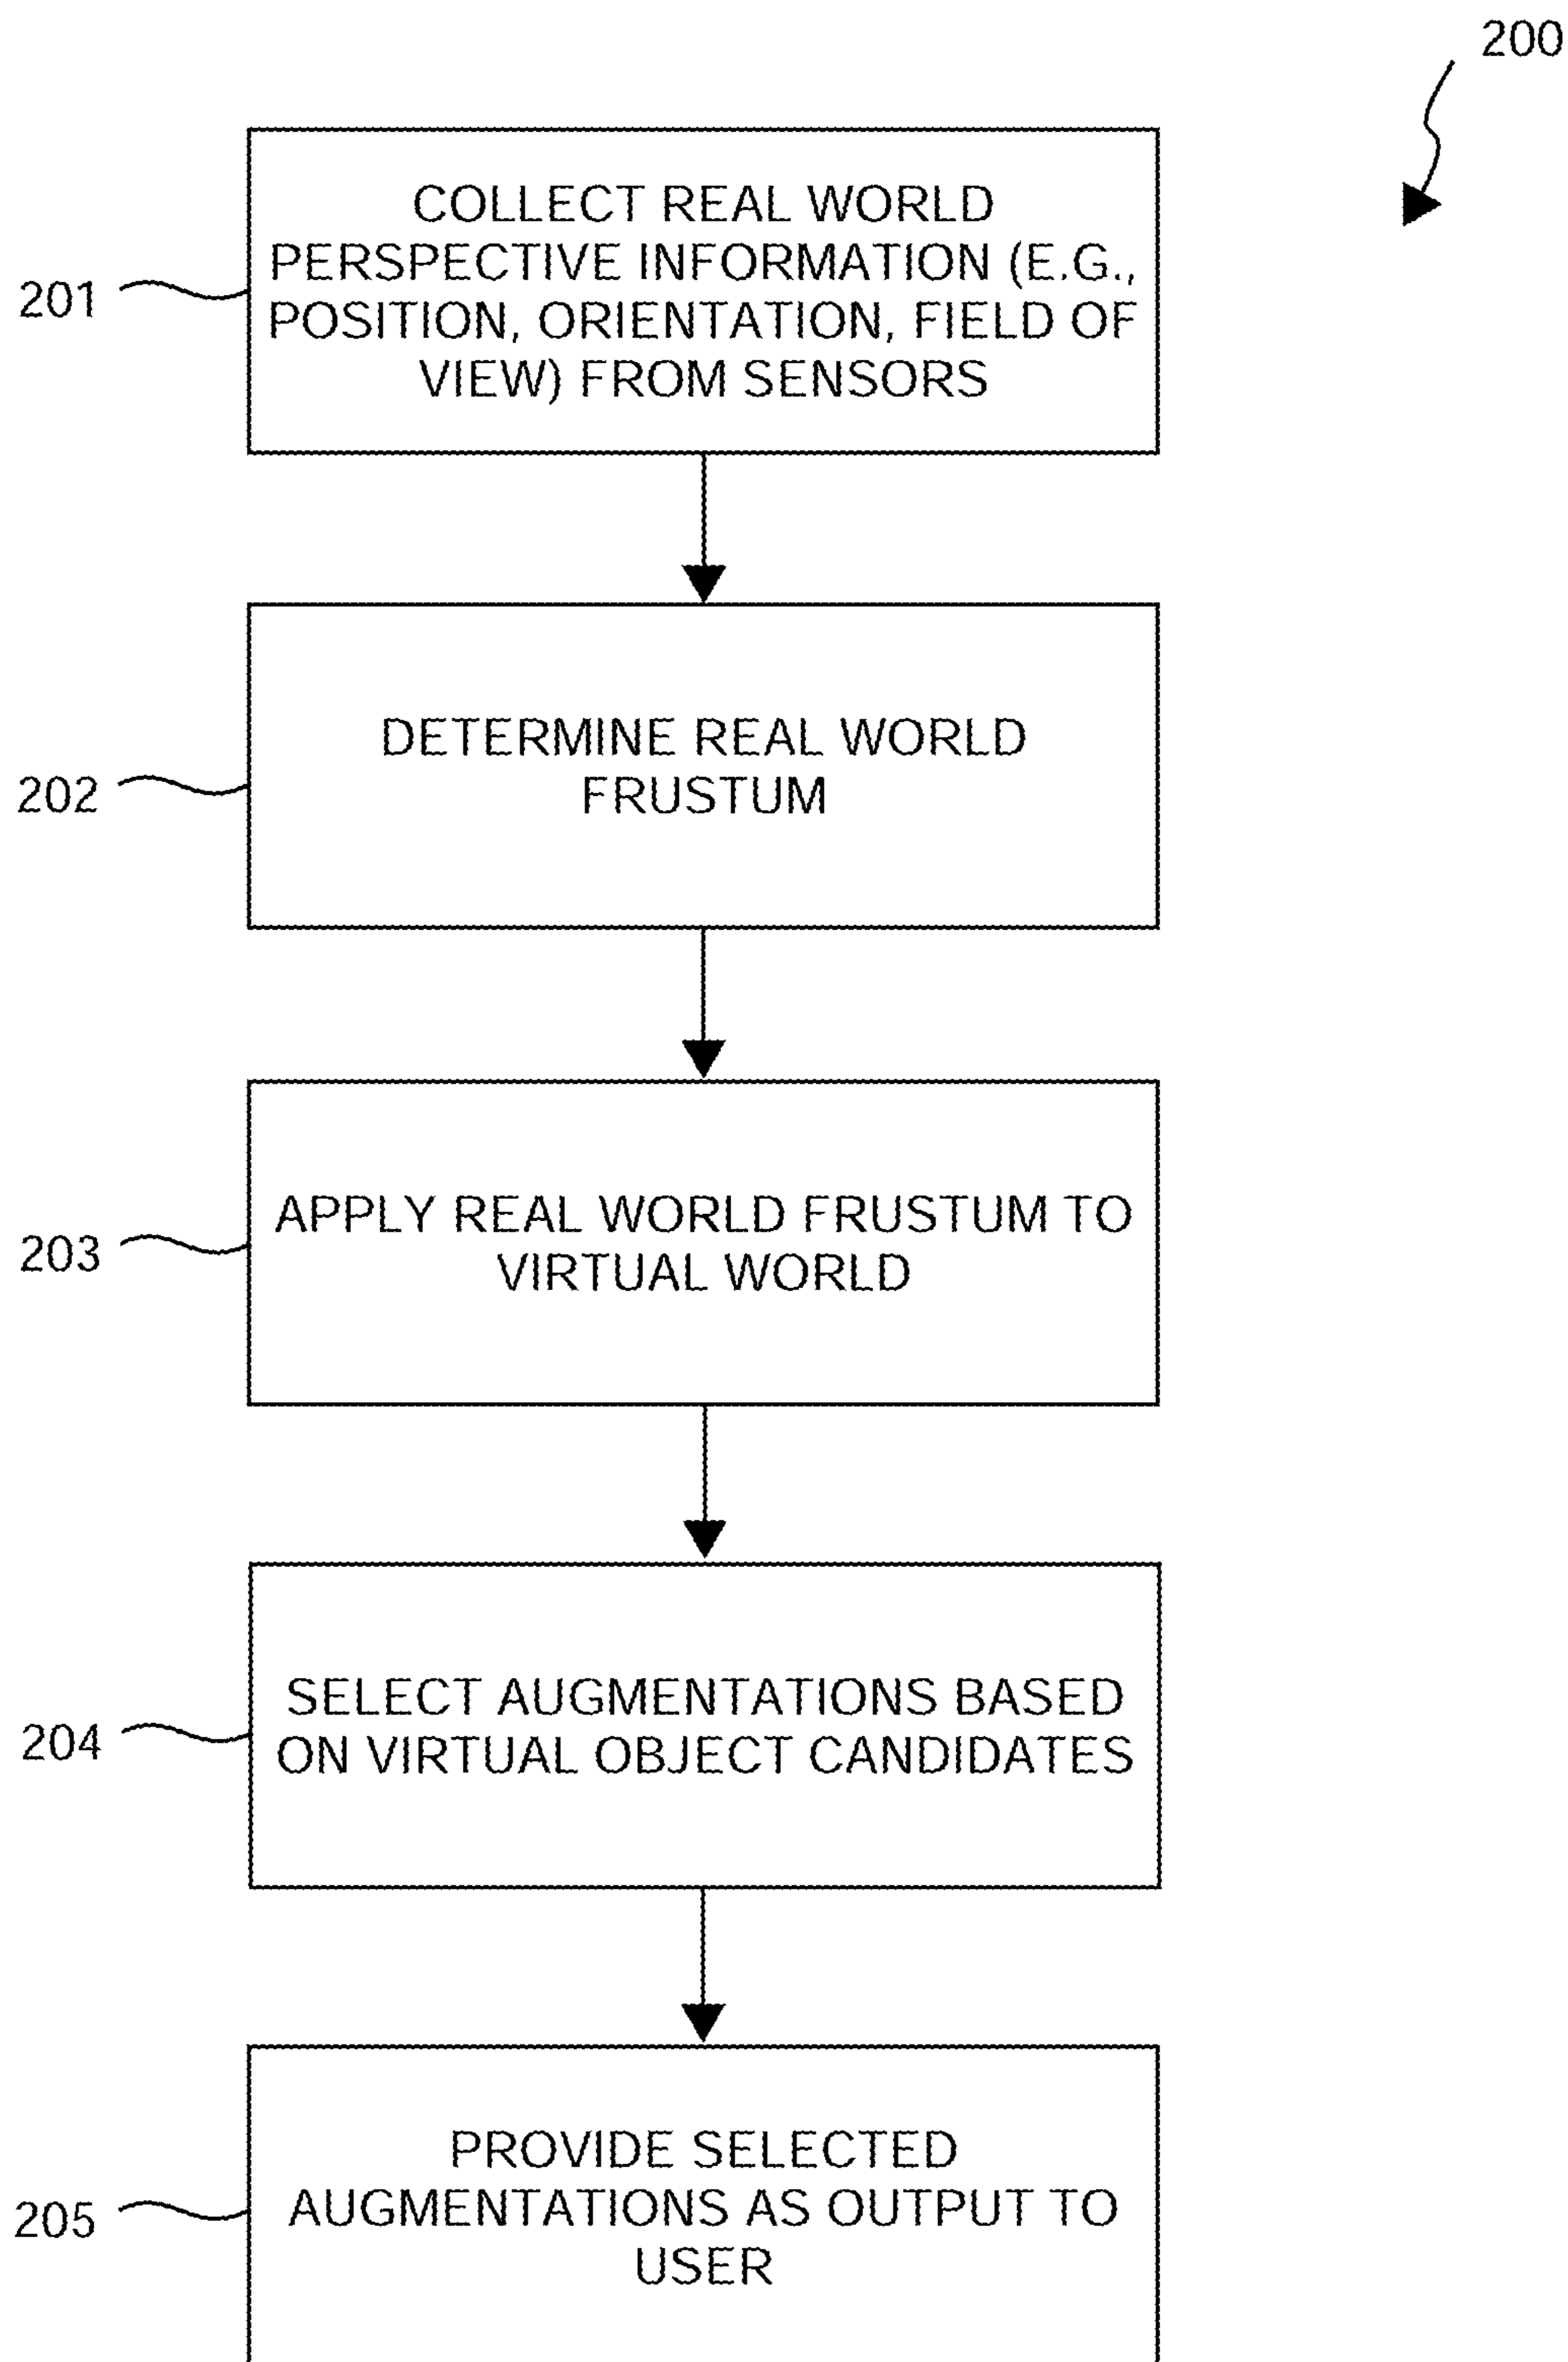 200
COLLECT REAL WORLD
PERSPECTIVE INFORMATION (E.G.,
POSITION, ORIENTATION, FIELD OF
VIEW) FROM SENSORS
201
DETERMINE REAL WORLD
FRUSTUM
202
APPLY REAL WORLD FRUSTUM TO
VIRTUAL WORLD
203
SELECT AUGMENTATIONS BASED
ON VIRTUAL OBJECT CANDIDATES
204
PROVIDE SELECTED
AUGMENTATIONS AS OUTPUT TO
USER
205